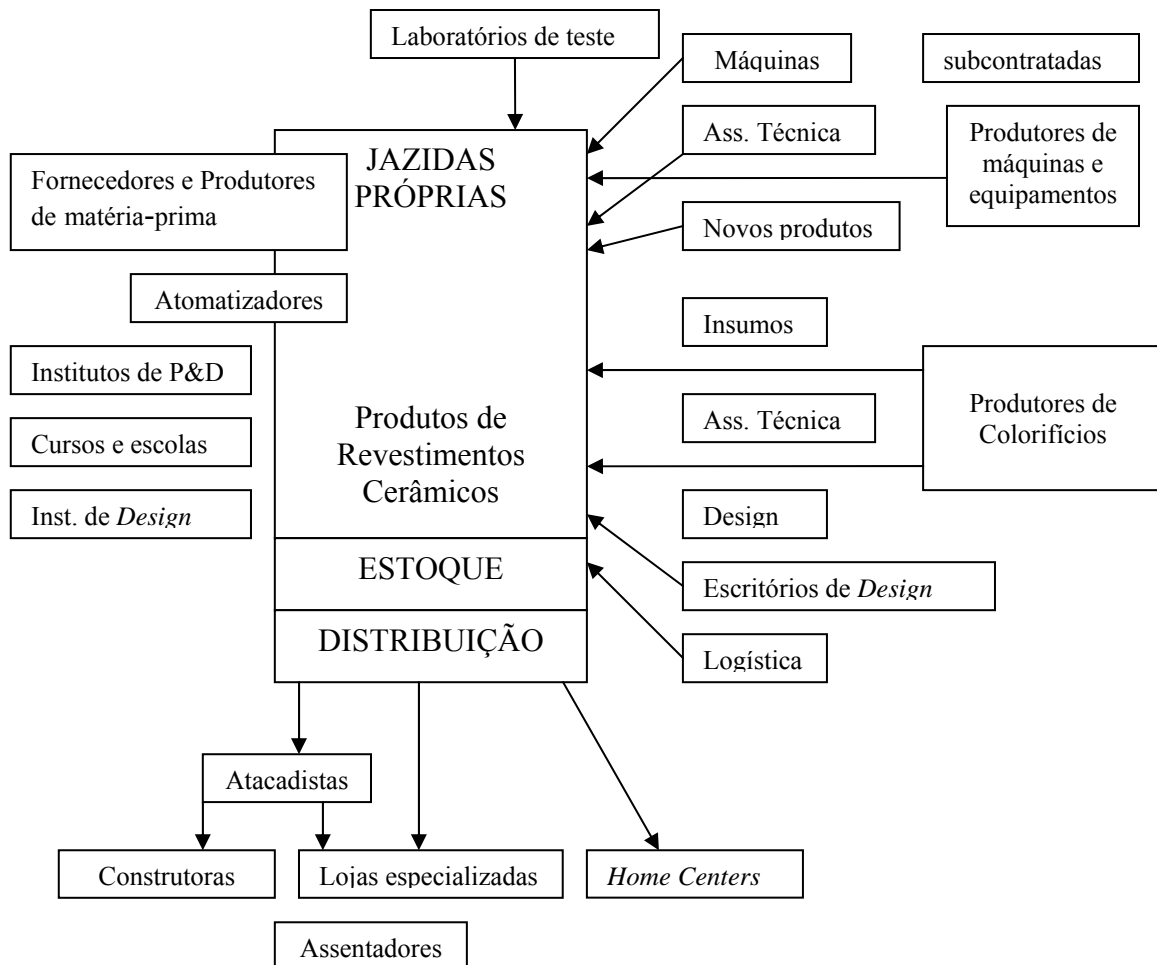 Laboratórios de teste
Máquinas
subcontratadas
JAZIDAS
PRÓPRIAS
Ass. Técnica
Produtores de
máquinas e
equipamentos
Fornecedores e Produtores
de matéria-prima
Novos produtos
Atomatizadores
Insumos
Institutos de P&D
Produtos de
Revestimentos
Cerâmicos
Ass. Técnica
Produtores de
Colorifícios
Cursos e escolas
Inst. de Design
Design
ESTOQUE
Escritórios de Design
DISTRIBUIÇÃO
Logística
Atacadistas
Construtoras
Lojas especializadas
Home Centers
Assentadores